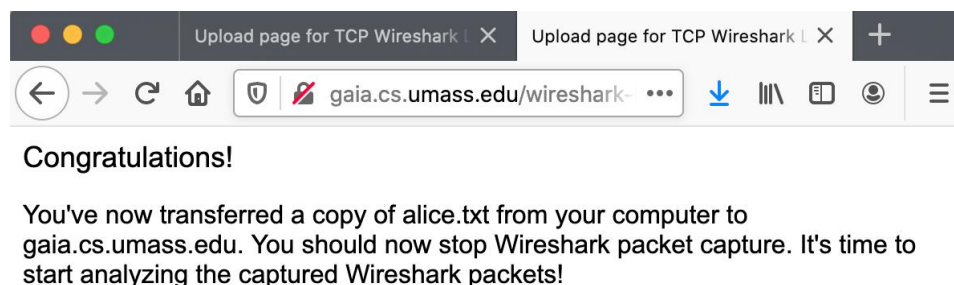 Upload page for TCP Wireshark L
Upload page for TCP Wireshark L
gaia.cs.umass.edu/wireshark-
Congratulations!
You've now transferred a copy of alice.txt from your computer to
gaia.cs.umass.edu. You should now stop Wireshark packet capture. It's time to
start analyzing the captured Wireshark packets!